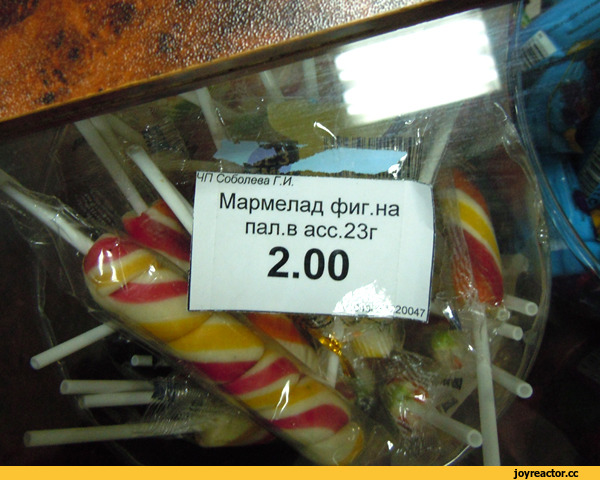 ЧП Соболева Г.И.
Мармелад фиг.на
пал.в асс.23г
2.00
20047
joyreactor.cc